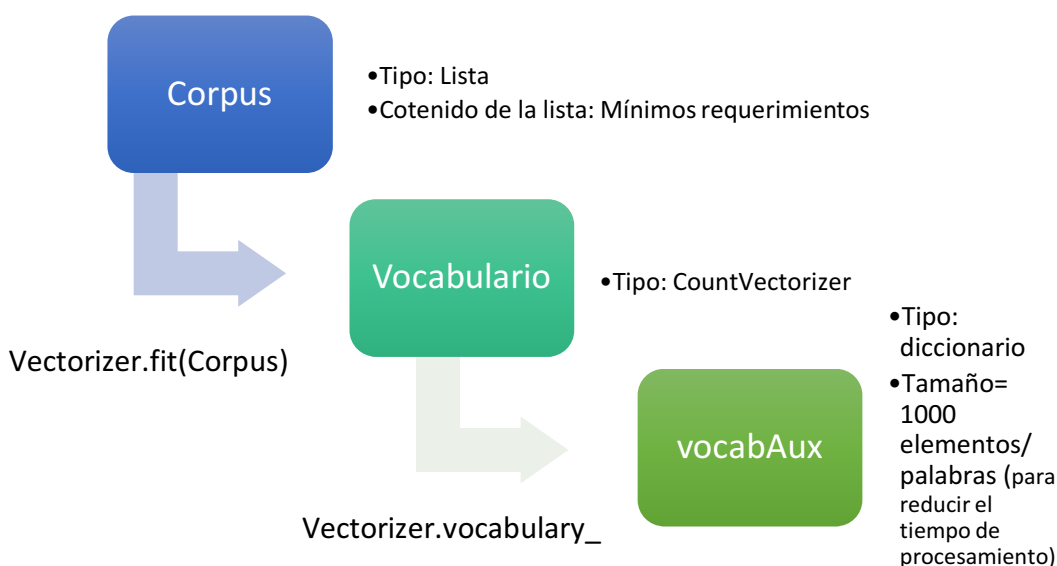 Corpus
•Tipo: Lista
•Cotenido de la lista: Mínimos requerimientos
Vectorizer.fit(Corpus)
Vocabulario
•Tipo: CountVectorizer
Vectorizer.vocabulary_
vocabAux
•Tipo:
diccionario
•Tamaño=
1000
elementos/
palabras (para
reducir el
tiempo de
procesamiento)